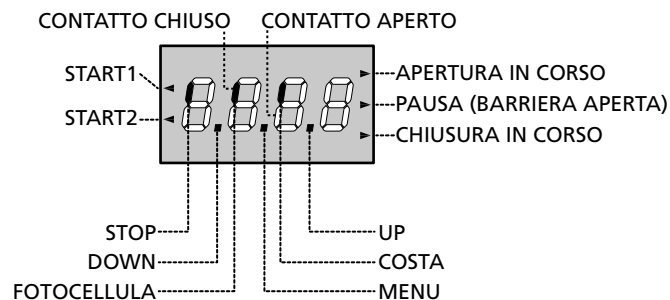 CONTATTO CHIUSO CONTATTO APERTO
START1 APERTURA IN CORSO
PAUSA (BARRIERA APERTA)
START2
CHIUSURA IN CORSO
STOP UP
DOWN COSTA
FOTOCELLULA MENU